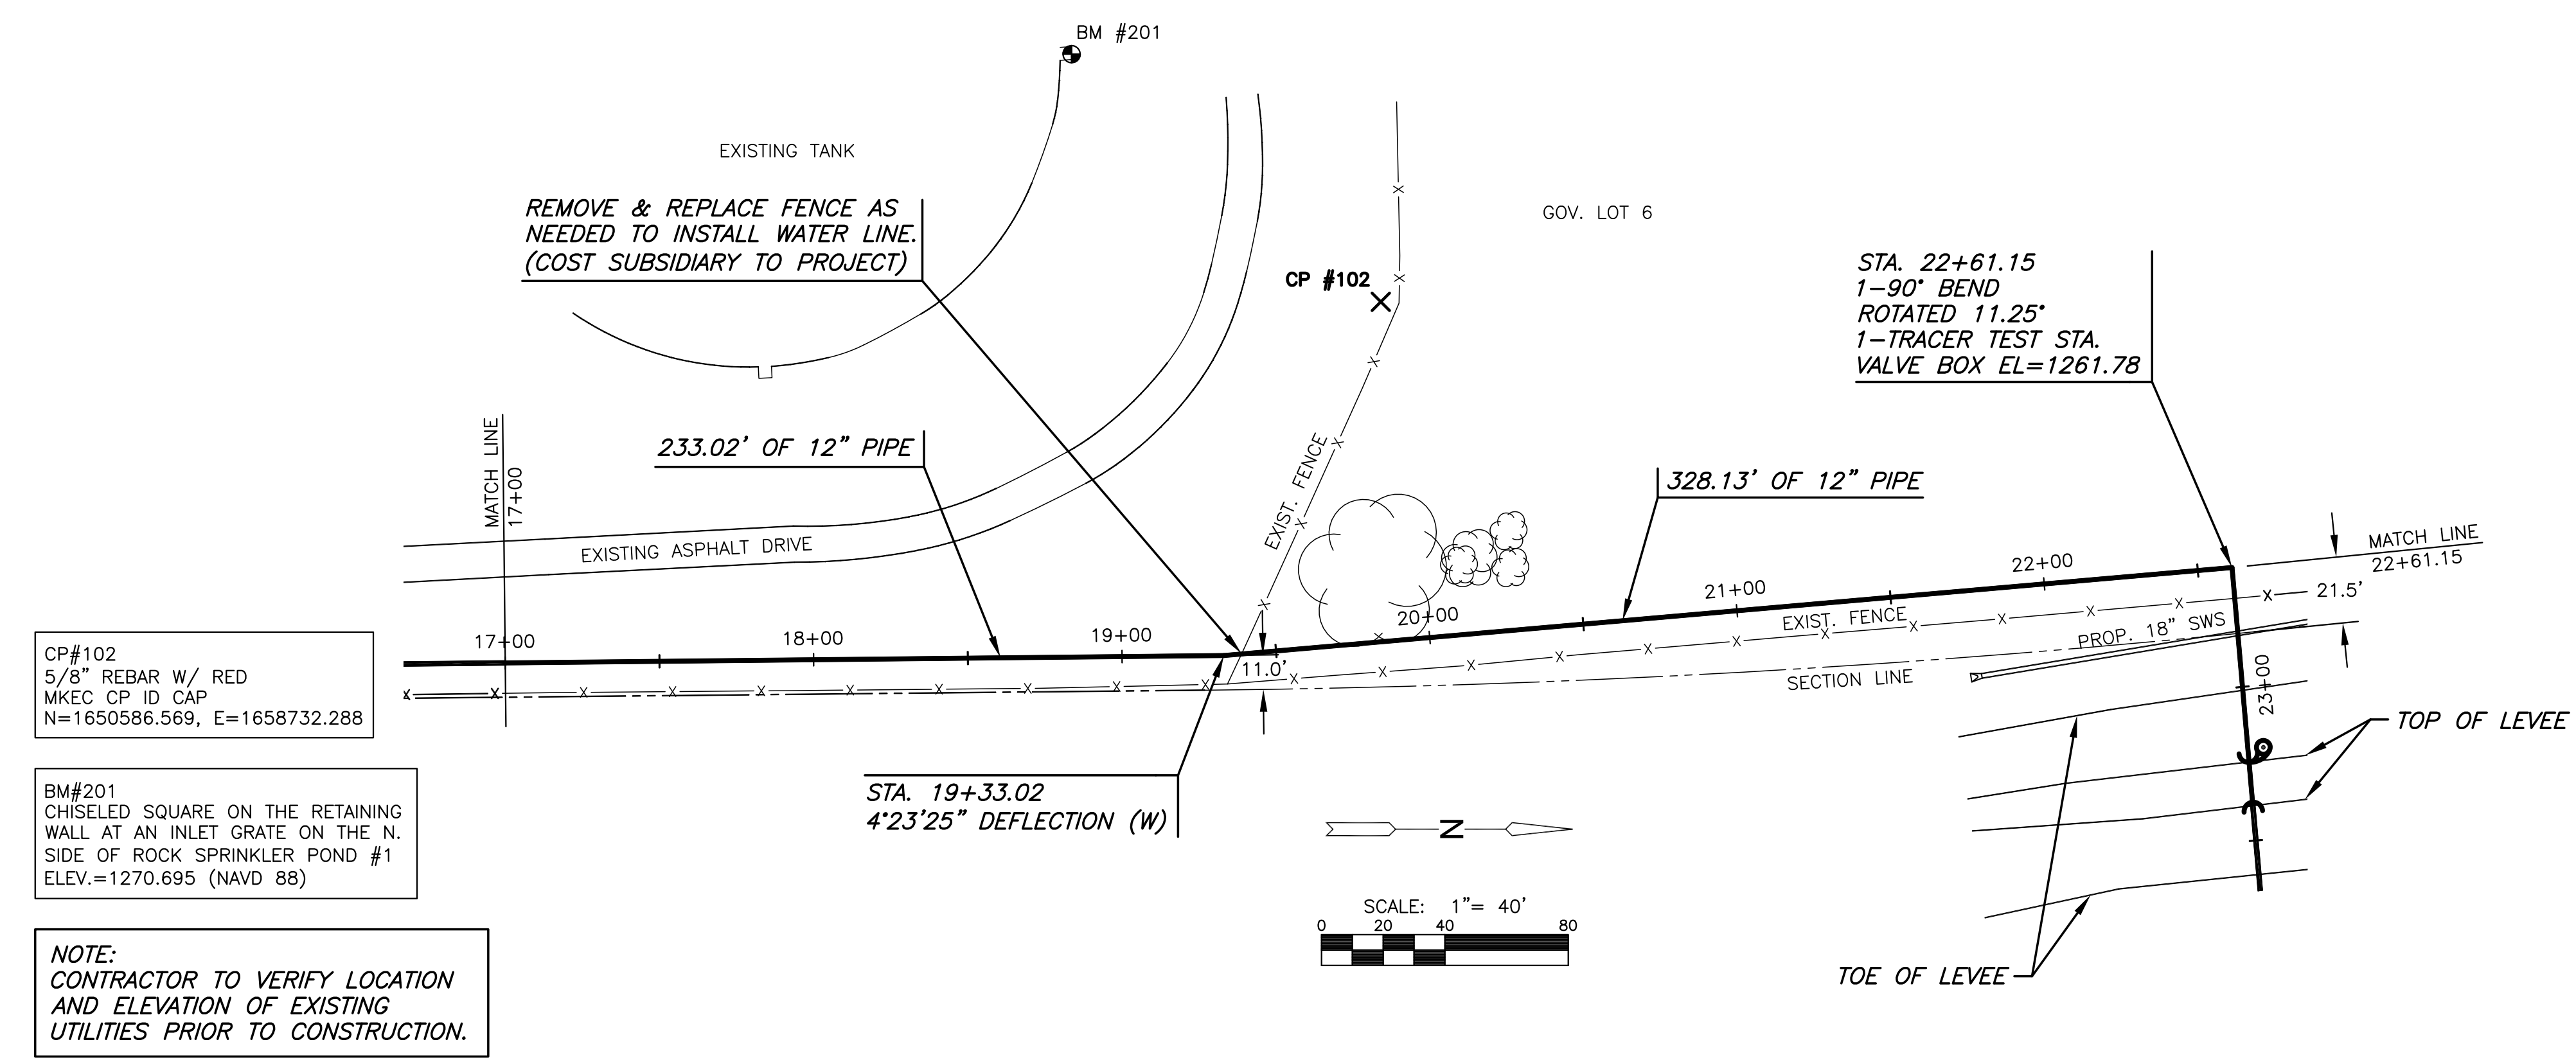 BM #201
EXISTING TANK
REMOVE & REPLACE FENCE AS
NEEDED TO INSTALL WATER LINE.
(COST SUBSIDIARY TO PROJECT)
GOV. LOT 6
CP #102
STA. 22+61.15
1-90° BEND
ROTATED 11.25°
1-TRACER TEST STA.
VALVE BOX EL=1261.78
MATCH LINE
17+00
233.02' OF 12" PIPE
EXIST. FENCE
328.13' OF 12" PIPE
EXISTING ASPHALT DRIVE
MATCH LINE
22+61.15
21.5'
17+00
18+00
19+00
20+00
21+00
22+00
23+00
11.0'
EXIST. FENCE
PROP. 18" SWS
SECTION LINE
TOP OF LEVEE
CP#102
5/8" REBAR W/ RED
MKEC CP ID CAP
N=1650586.569, E=1658732.288
BM#201
CHISELED SQUARE ON THE RETAINING
WALL AT AN INLET GRATE ON THE N.
SIDE OF ROCK SPRINKLER POND #1
ELEV.=1270.695 (NAVD 88)
STA. 19+33.02
4°23'25" DEFLECTION (W)
N
SCALE: 1"= 40'
0 20 40 80
TOE OF LEVEE
NOTE:
CONTRACTOR TO VERIFY LOCATION
AND ELEVATION OF EXISTING
UTILITIES PRIOR TO CONSTRUCTION.